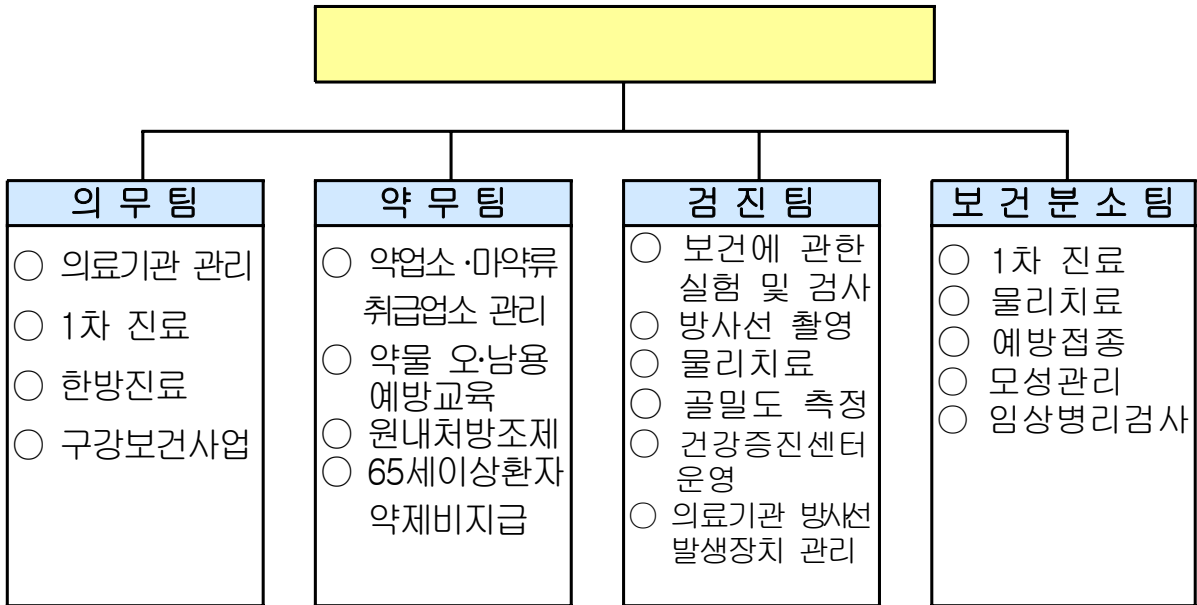 의 무 팀
○ 의료기관 관리
○ 1차 진료
○ 한방진료
○ 구강보건사업
약 무 팀
○ 약업소·마약류
취급업소 관리
○ 약물 오·남용
예방교육
○ 원내처방조제
○ 65세이상환자
약제비지급
검 진 팀
○ 보건에 관한
실험 및 검사
○ 방사선 촬영
○ 물리치료
○ 골밀도 측정
○ 건강증진센터
운영
○ 의료기관 방사선
발생장치 관리
보 건 분 소 팀
○ 1차 진료
○ 물리치료
○ 예방접종
○ 모성관리
○ 임상병리검사